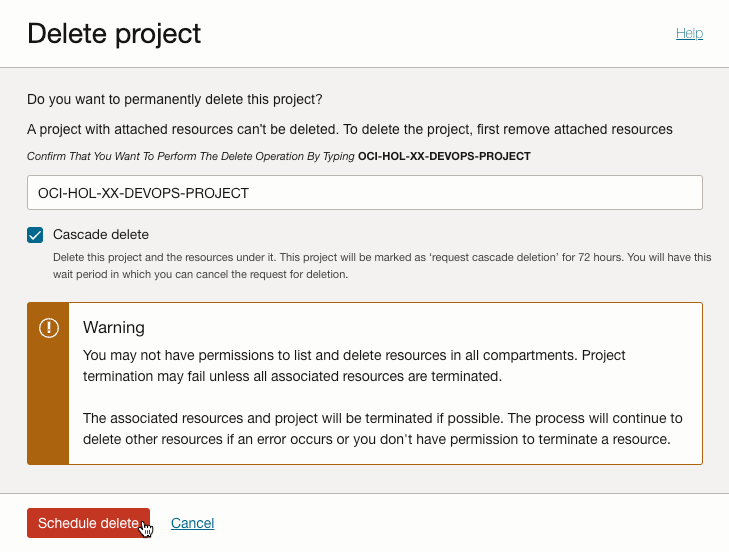 Delete project
Help
Do you want to permanently delete this project?
A project with attached resources can't be deleted. To delete the project, first remove attached resources
Confirm That You Want To Perform The Delete Operation By Typing OCI-HOL-XX-DEVOPS-PROJECT
OCI-HOL-XX-DEVOPS-PROJECT
Cascade delete
Delete this project and the resources under it. This project will be marked as ‘request cascade deletion’ for 72 hours. You will have this
wait period in which you can cancel the request for deletion.
Warning
You may not have permissions to list and delete resources in all compartments. Project
termination may fail unless all associated resources are terminated.
The associated resources and project will be terminated if possible. The process will continue to
delete other resources if an error occurs or you don't have permission to terminate a resource.
Schedule delete
Cancel